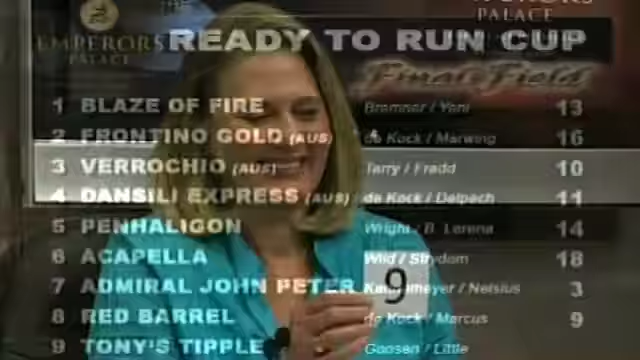 EMPERORS
PALACE
PALACE
READY TO RUN CUP
Final Field
1 BLAZE OF FIRE Bremner / Yeni 13
2 FRONTINO GOLD (AUS) de Kock / Marwing 16
3 VERROCHIO (AUS) Tarry / Fradd 10
4 DANSILI EXPRESS (AUS) de Kock / Delpech 11
5 PENHALIGON Wright / B. Lerena 14
6 ACAPELLA Wild / Strydom 18
7 ADMIRAL JOHN PETER / Nelsius 3
8 RED BARREL de Kock / Marcus 9
9 TONY'S TIPPLE Goosen / Little
9